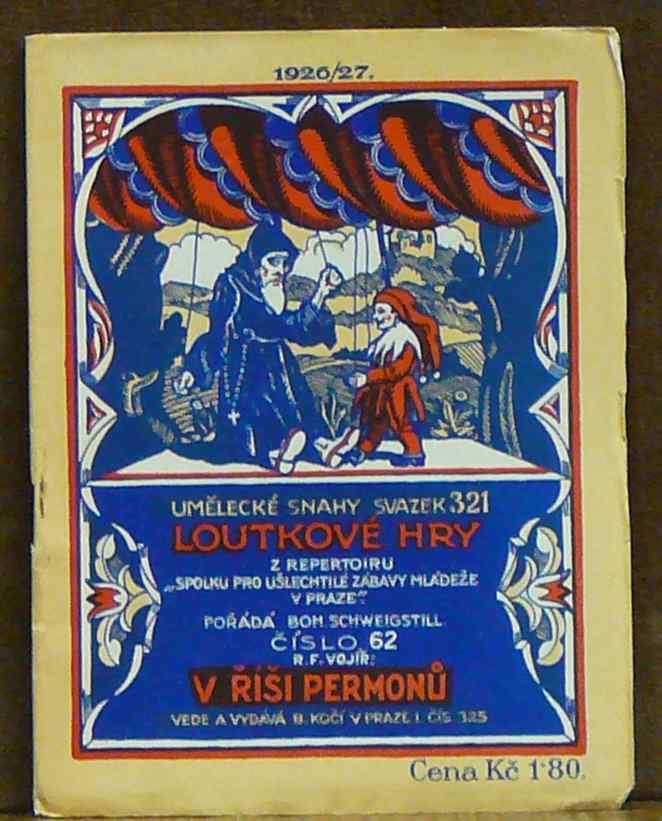 1926/27.
UMĚLECKÉ SNAHY SVAZEK 321
LOUTKOVÉ HRY
Z REPERTOIRU
„SPOLKU PRO UŠLECHTILÉ ZÁBAVY MLÁDEŽE
V PRAZE“.
POŘÁDÁ BOH. SCHWEIGSTILL
ČÍSLO 62
R. F. VOJÍŘ:
V ŘÍŠI PERMONŮ
VEDE A VYDÁVÁ B. KOČÍ V PRAZE I. ČÍS. 325
Cena Kč 1·80.